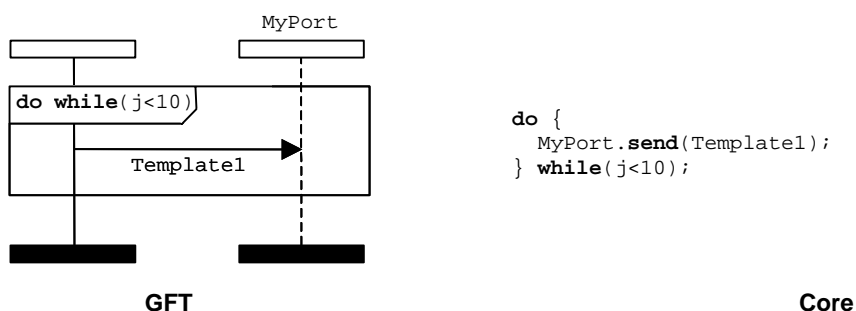 MyPort
do while(j<10)
Template1
do {
  MyPort.send(Template1);
} while(j<10);
GFT
Core